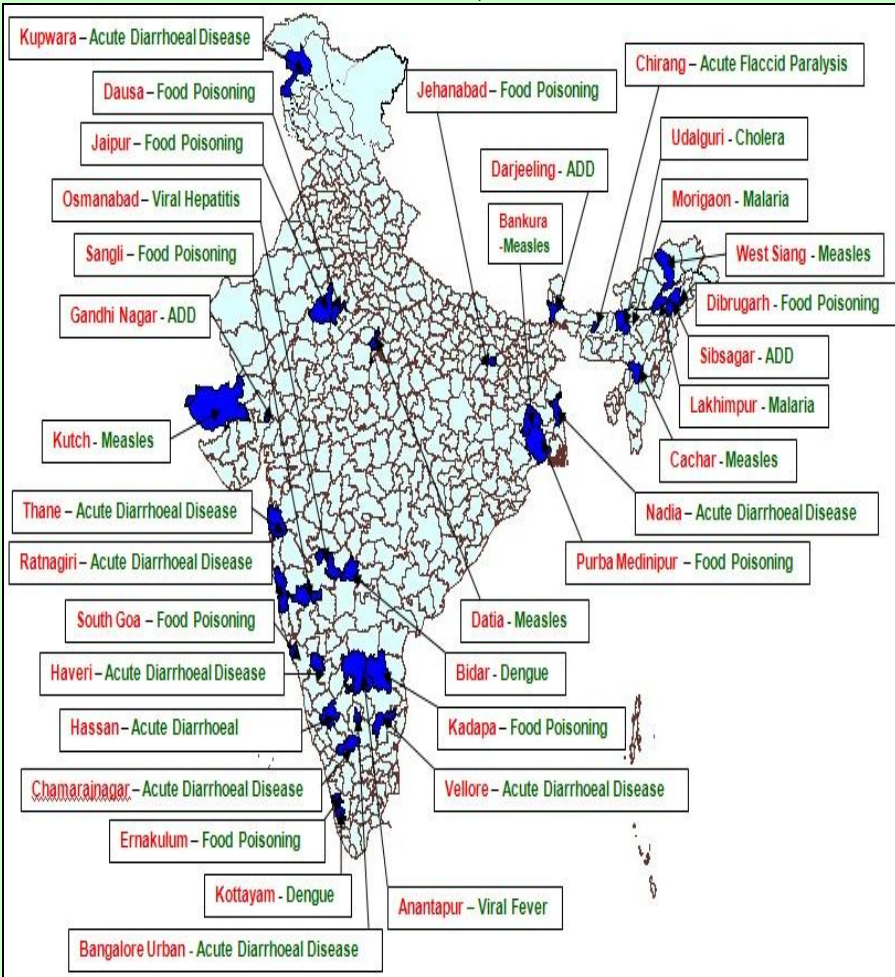 Kupwara – Acute Diarrhoeal Disease
Dausa – Food Poisoning
Jaipur – Food Poisoning
Osmanabad – Viral Hepatitis
Sangli – Food Poisoning
Gandhi Nagar - ADD
Kutch - Measles
Thane – Acute Diarrhoeal Disease
Ratnagiri – Acute Diarrhoeal Disease
South Goa – Food Poisoning
Haveri – Acute Diarrhoeal Disease
Hassan – Acute Diarrhoeal
Chamarajnagar – Acute Diarrhoeal Disease
Ernakulum – Food Poisoning
Kottayam - Dengue
Bangalore Urban - Acute Diarrhoeal Disease
Jehanabad – Food Poisoning
Darjeeling - ADD
Bankura
-Measles
Chirang – Acute Flaccid Paralysis
Udalguri - Cholera
Morigaon - Malaria
West Siang - Measles
Dibrugarh - Food Poisoning
Sibsagar - ADD
Lakhimpur - Malaria
Cachar - Measles
Nadia – Acute Diarrhoeal Disease
Purba Medinipur – Food Poisoning
Datia - Measles
Bidar - Dengue
Kadapa – Food Poisoning
Vellore – Acute Diarrhoeal Disease
Anantapur – Viral Fever